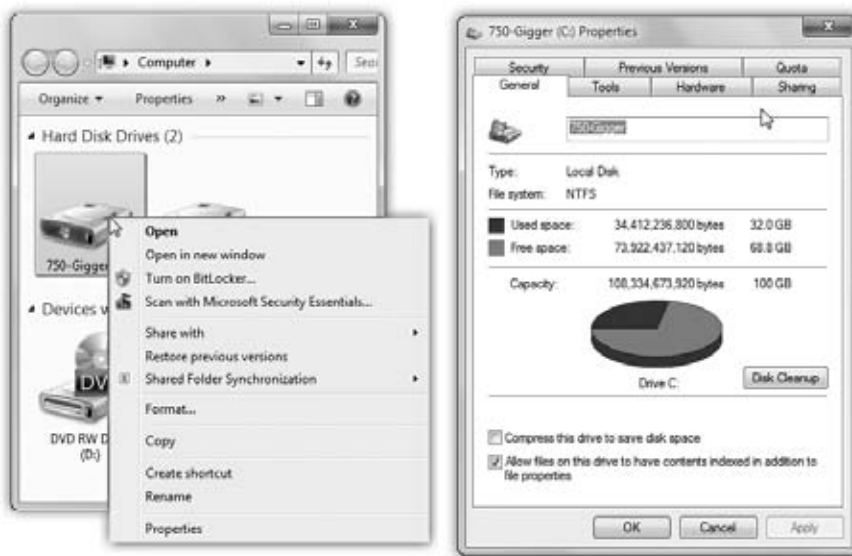 Computer
Sea
Organize
Properties
Hard Disk Drives (2)
750-Gigger
Devices w
DVD
DVD RW D
(D:)
Open
Open in new window
Turn on BitLocker...
Scan with Microsoft Security Essentials...
Share with
Restore previous versions
Shared Folder Synchronization
Format...
Copy
Create shortcut
Rename
Properties
750-Gigger (C:) Properties
Security Previous Versions Quota
General Tools Hardware Sharing
750-Gigger
Type: Local Disk
File system: NTFS
Used space: 34,412,236,800 bytes 32.0 GB
Free space: 73,922,437,120 bytes 68.8 GB
Capacity: 108,334,673,920 bytes 100 GB
Drive C:
Disk Cleanup
Compress this drive to save disk space
Allow files on this drive to have contents indexed in addition to
file properties
OK Cancel Apply